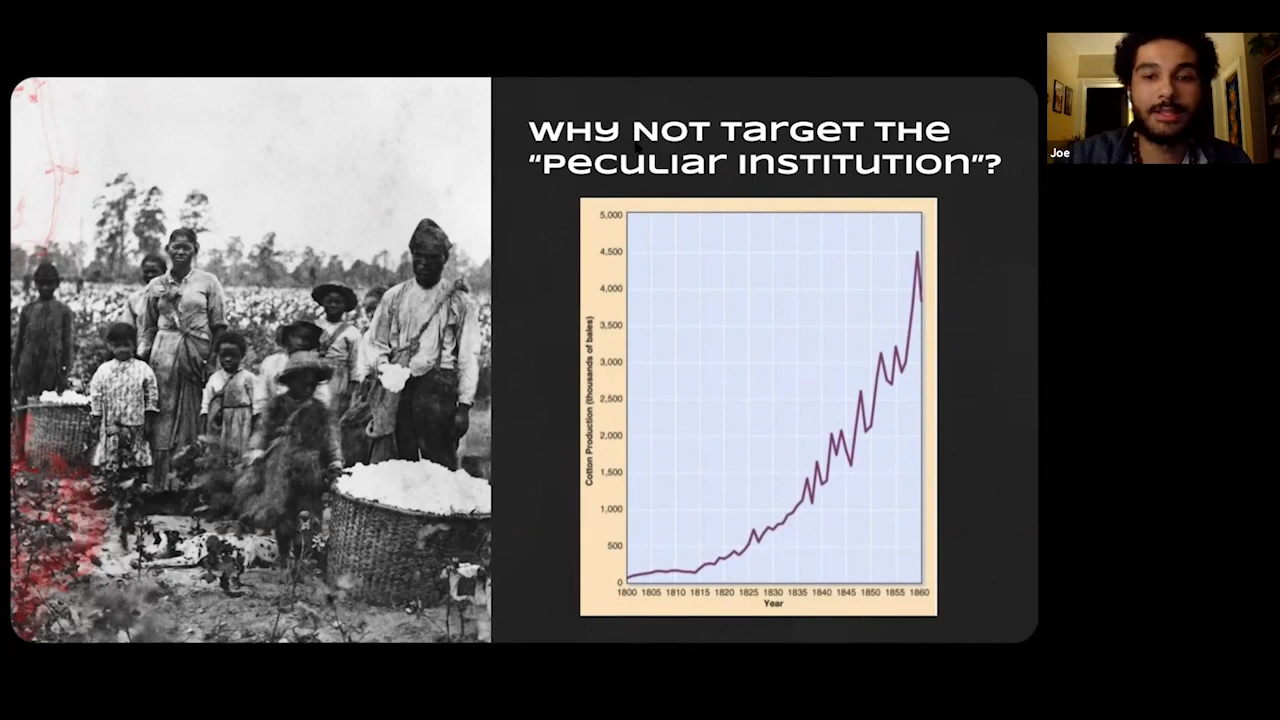 WHY NOT TARGET THE
“PECULIAR INSTITUTION”?
5,000
4,500
4,000
3,500
3,000
2,500
2,000
1,500
1,000
500
0
Cotton Production (thousands of bales)
1800 1805 1810 1815 1820 1825 1830 1835 1840 1845 1850 1855 1860
Year
Joe